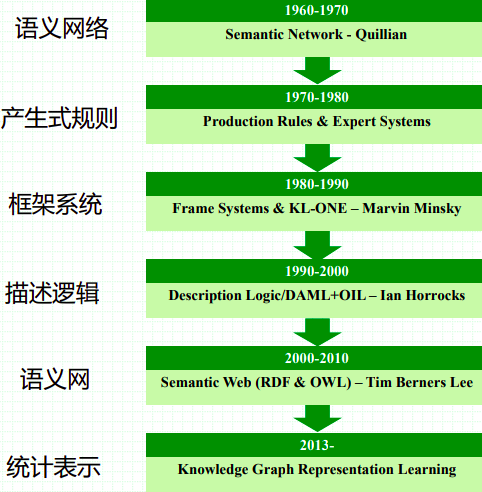 1960-1970
语义网络
Semantic Network - Quillian
1970-1980
产生式规则
Production Rules & Expert Systems
1980-1990
框架系统
Frame Systems & KL-ONE – Marvin Minsky
1990-2000
描述逻辑
Description Logic/DAML+OIL – Ian Horrocks
2000-2010
语义网
Semantic Web (RDF & OWL) – Tim Berners Lee
2013-
统计表示
Knowledge Graph Representation Learning